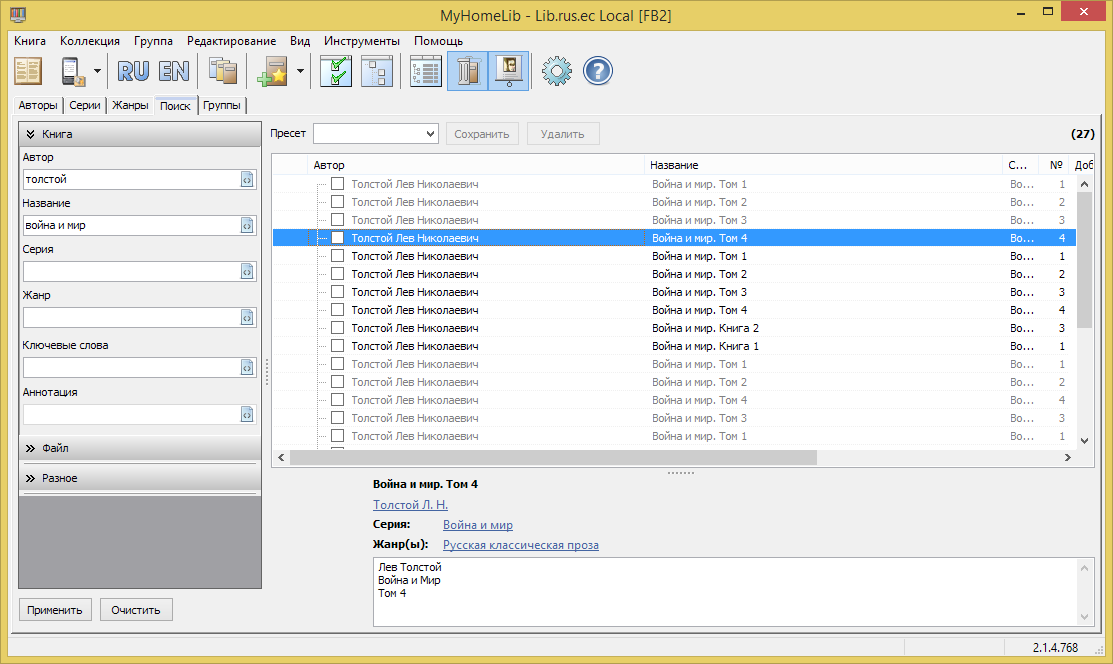 MyHomeLib - Lib.rus.ec Local [FB2]
Книга Коллекция Группа Редактирование Вид Инструменты Помощь
RU EN
Авторы Серии Жанры Поиск Группы
Книга
Автор
толстой
Название
война и мир
Серия
Жанр
Ключевые слова
Аннотация
Файл
Разное
Применить Очистить
Пресет Сохранить Удалить (27)
Автор Название С... № Доб
Толстой Лев Николаевич Война и мир. Том 1 Во... 1
Толстой Лев Николаевич Война и мир. Том 2 Во... 2
Толстой Лев Николаевич Война и мир. Том 3 Во... 3
Толстой Лев Николаевич Война и мир. Том 4 Во... 4
Толстой Лев Николаевич Война и мир. Том 1 Во... 1
Толстой Лев Николаевич Война и мир. Том 2 Во... 2
Толстой Лев Николаевич Война и мир. Том 3 Во... 3
Толстой Лев Николаевич Война и мир. Том 4 Во... 4
Толстой Лев Николаевич Война и мир. Книга 2 Во... 3
Толстой Лев Николаевич Война и мир. Книга 1 Во... 1
Толстой Лев Николаевич Война и мир. Том 1 Во... 1
Толстой Лев Николаевич Война и мир. Том 2 Во... 2
Толстой Лев Николаевич Война и мир. Том 4 Во... 4
Толстой Лев Николаевич Война и мир. Том 3 Во... 3
Толстой Лев Николаевич Война и мир. Том 1 Во... 1
Война и мир. Том 4
Толстой Л. Н.
Серия: Война и мир
Жанр(ы): Русская классическая проза
Лев Толстой
Война и Мир
Том 4
2.1.4.768